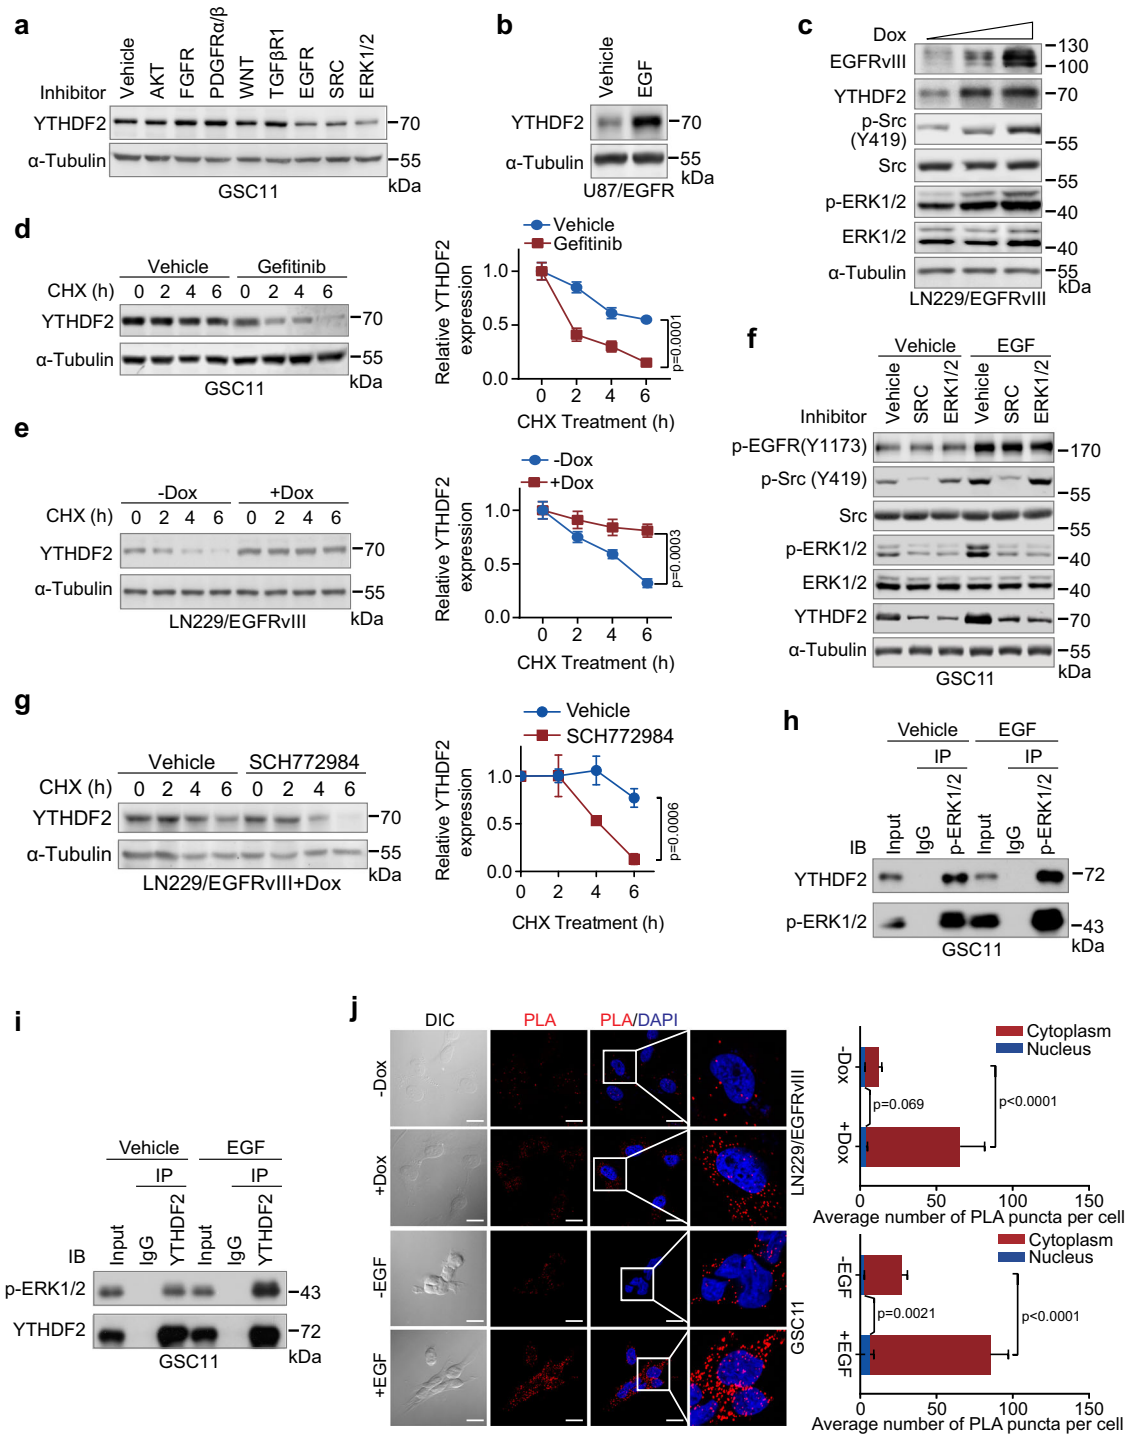 a
Inhibitor
Vehicle
AKT
FGFR
PDGFRα/β
WNT
TGFβR1
EGFR
SRC
ERK1/2
YTHDF2
70
α-Tubulin
55
kDa
GSC11
b
Vehicle
EGF
YTHDF2
70
α-Tubulin
55
kDa
U87/EGFR
c
Dox
EGFRvIII
130
100
YTHDF2
70
p-Src
(Y419)
55
Src
55
p-ERK1/2
40
ERK1/2
40
α-Tubulin
55
kDa
LN229/EGFRvIII
d
Vehicle Gefitinib
CHX (h) 0 2 4 6 0 2 4 6
YTHDF2
70
α-Tubulin
55
kDa
GSC11
Vehicle
Gefitinib
Relative YTHDF2
expression
1.0
0.5
0.0
0 2 4 6
CHX Treatment (h)
p=0.0001
e
-Dox +Dox
CHX (h) 0 2 4 6 0 2 4 6
YTHDF2
70
α-Tubulin
55
kDa
LN229/EGFRvIII
-Dox
+Dox
Relative YTHDF2
expression
1.0
0.5
0.0
0 2 4 6
CHX Treatment (h)
p=0.0003
f
Vehicle EGF
Inhibitor
Vehicle
SRC
ERK1/2
Vehicle
SRC
ERK1/2
p-EGFR(Y1173)
170
p-Src (Y419)
55
Src
55
p-ERK1/2
40
ERK1/2
40
YTHDF2
70
α-Tubulin
55
kDa
GSC11
g
Vehicle SCH772984
CHX (h) 0 2 4 6 0 2 4 6
YTHDF2
70
α-Tubulin
55
kDa
LN229/EGFRvIII+Dox
Vehicle
SCH772984
Relative YTHDF2
expression
1.0
0.5
0.0
0 2 4 6
CHX Treatment (h)
p=0.0006
h
Vehicle EGF
IP IP
IB
Input
IgG
p-ERK1/2
Input
IgG
p-ERK1/2
YTHDF2
72
p-ERK1/2
43
kDa
GSC11
i
Vehicle EGF
IP IP
IB
Input
IgG
YTHDF2
Input
IgG
YTHDF2
p-ERK1/2
43
YTHDF2
72
kDa
GSC11
j
DIC PLA PLA/DAPI
-Dox
+Dox
-EGF
+EGF
LN229/EGFRvIII
GSC11
Cytoplasm
Nucleus
-Dox
+Dox
p=0.069
p<0.0001
0 50 100 150
Average number of PLA puncta per cell
Cytoplasm
Nucleus
-EGF
+EGF
p=0.0021
p<0.0001
0 50 100 150
Average number of PLA puncta per cell